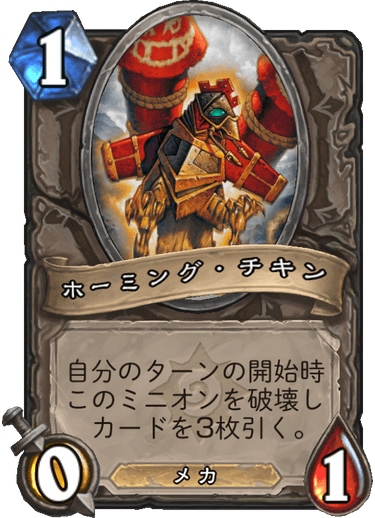 1
ホーミング・チキン
自分のターンの開始時
このミニオンを破壊し
カードを3枚引く。
メカ
0
1